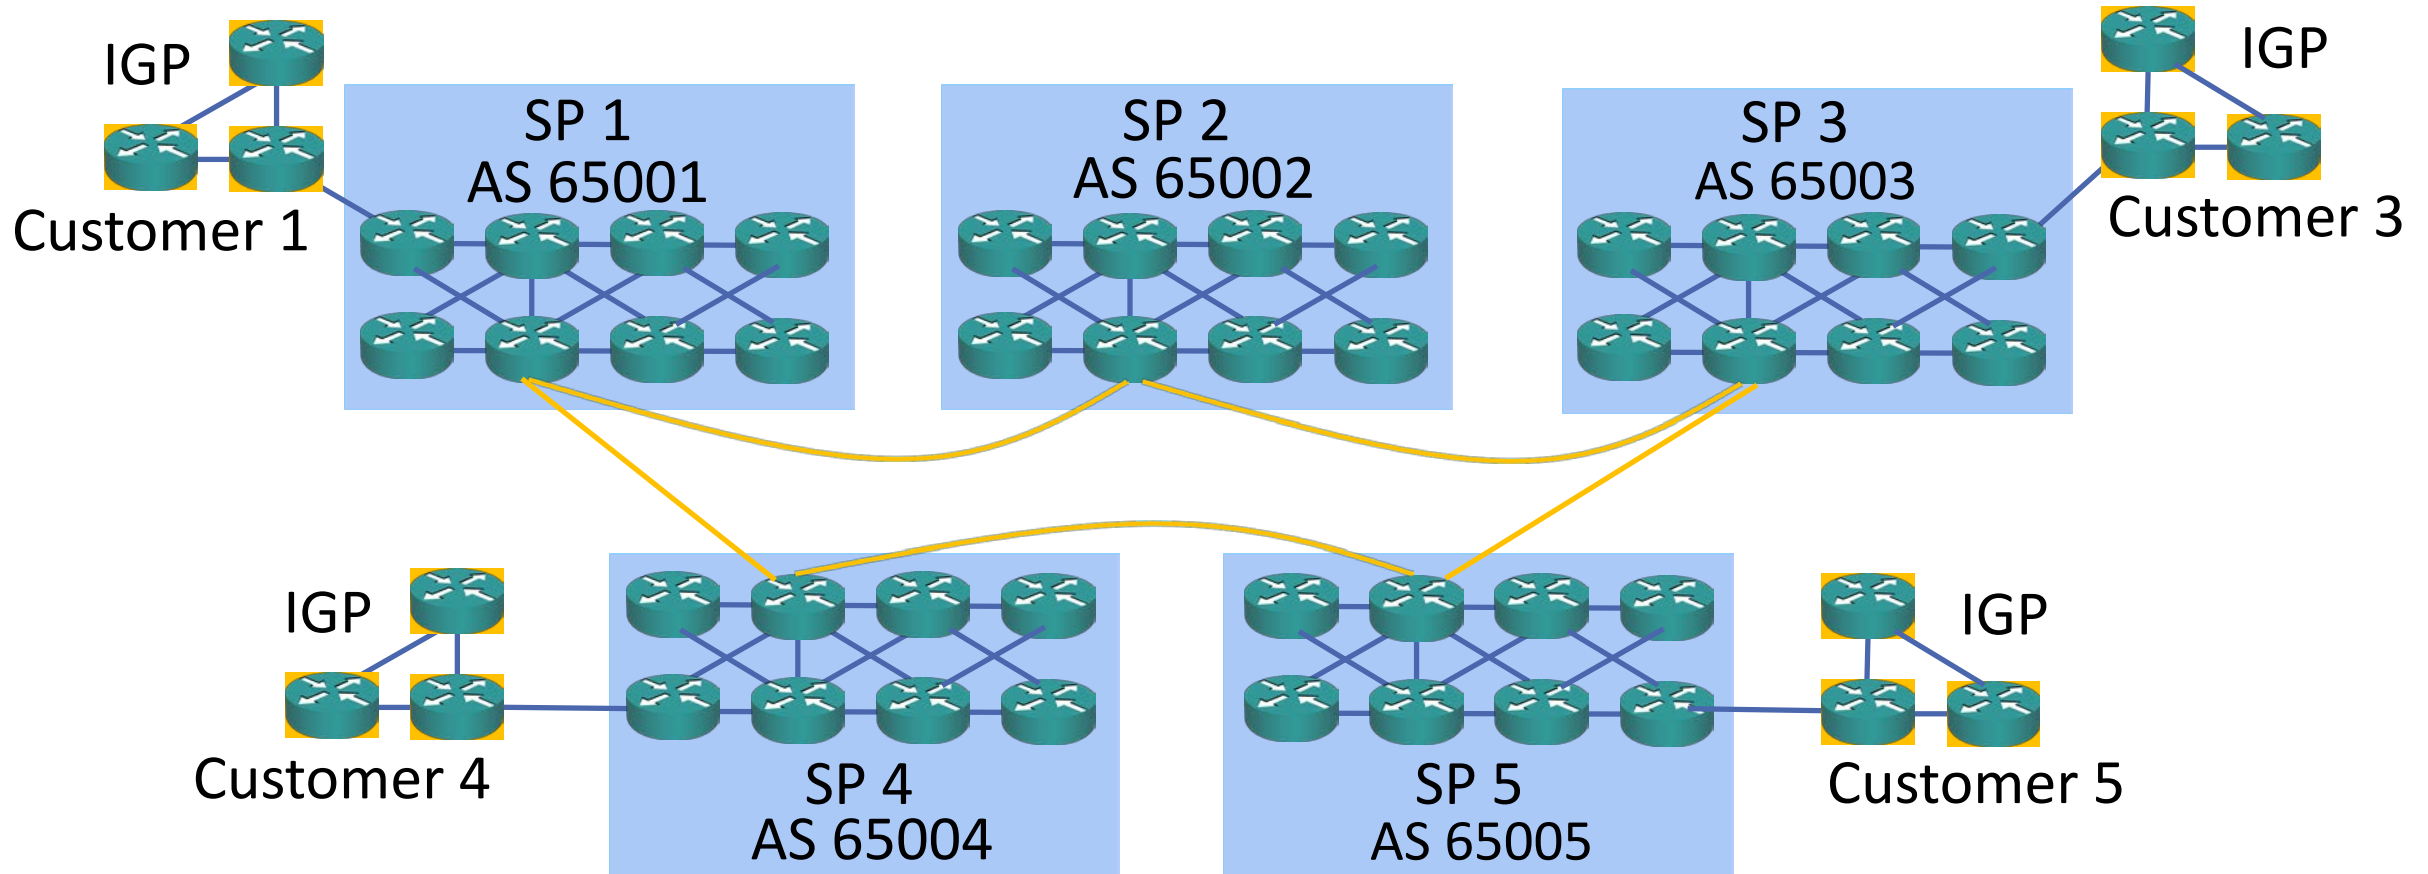 IGP
IGP
SP 1
AS 65001
SP 2
AS 65002
SP 3
AS 65003
Customer 1
Customer 3
IGP
IGP
Customer 4
SP 4
AS 65004
SP 5
AS 65005
Customer 5